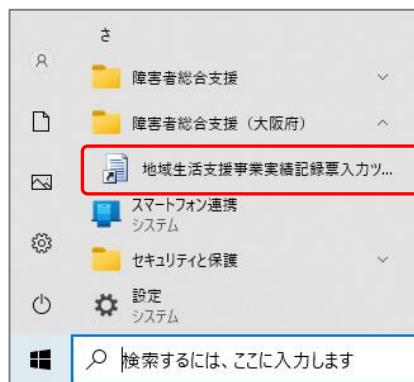 さ
障害者総合支援
障害者総合支援（大阪府）
地域生活支援事業実績記録票入力ツ...
スマートフォン連携
システム
セキュリティと保護
設定
システム
検索するには、ここに入力します